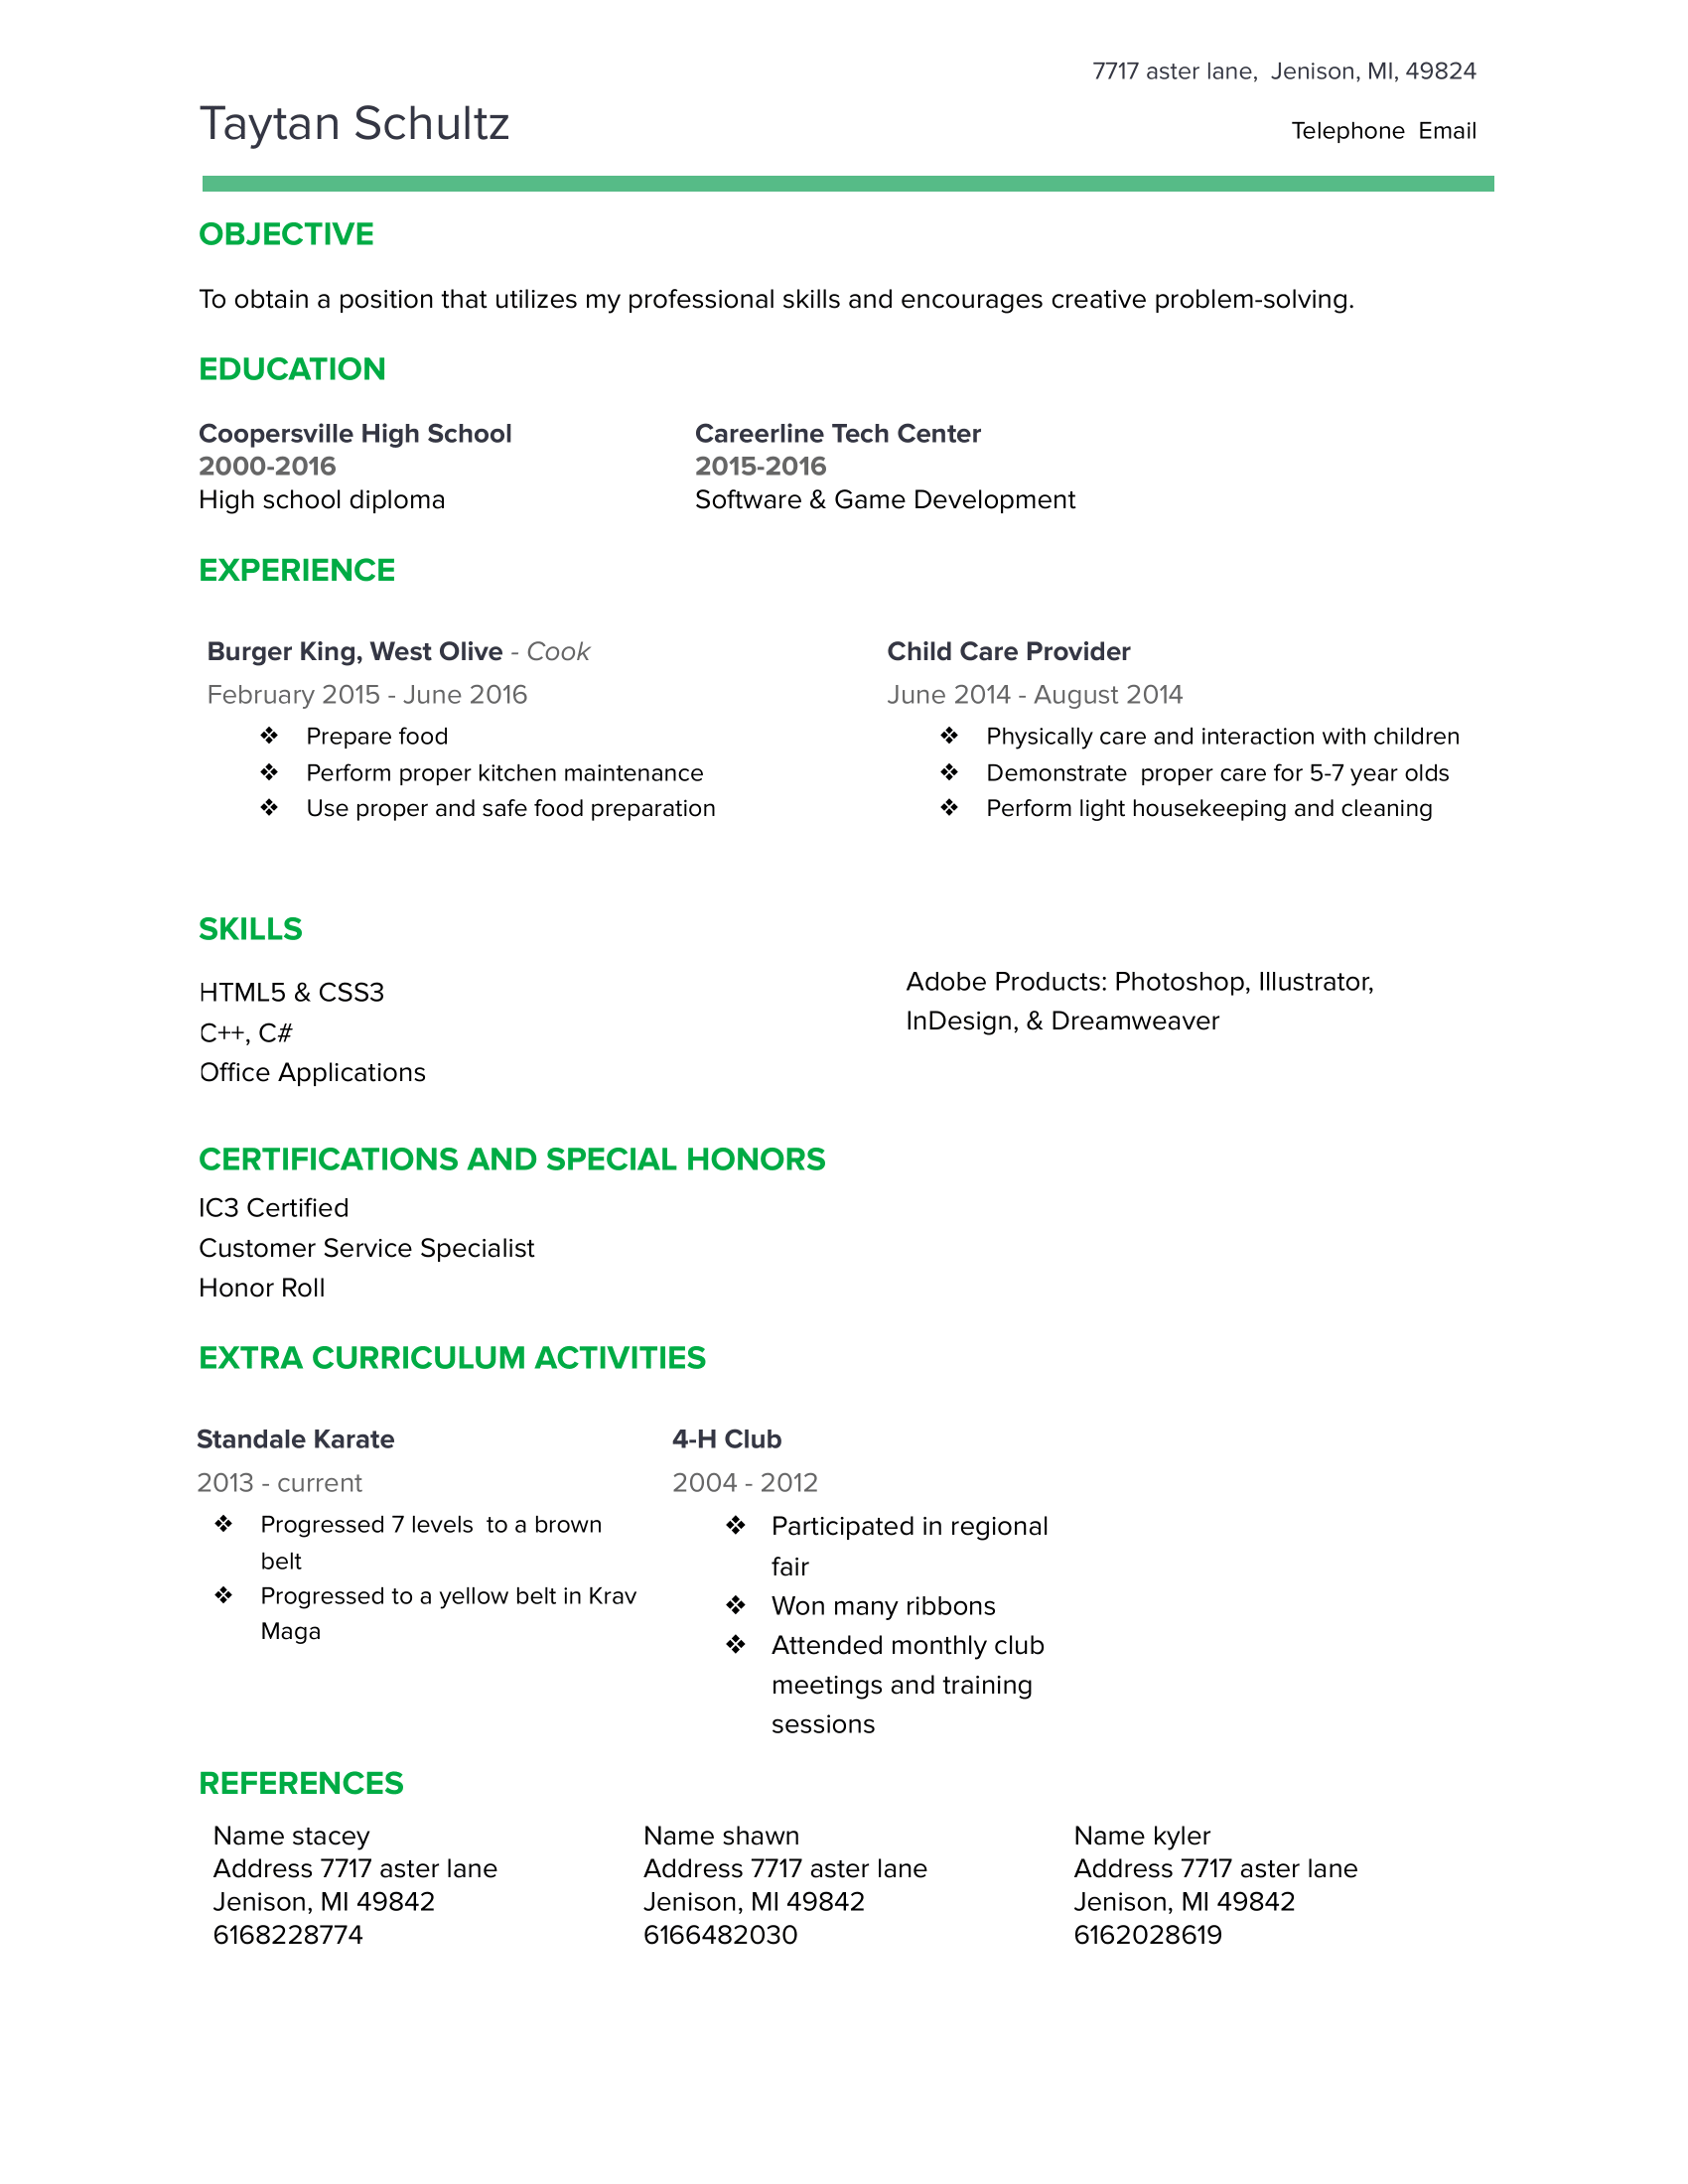 7717 aster lane,  Jenison, MI, 49824
Taytan Schultz
Telephone  Email
OBJECTIVE
To obtain a position that utilizes my professional skills and encourages creative problem-solving.
EDUCATION
Coopersville High School
2000-2016
High school diploma
Careerline Tech Center
2015-2016
Software & Game Development
EXPERIENCE
Burger King, West Olive - Cook
February 2015 - June 2016
❖ Prepare food
❖ Perform proper kitchen maintenance
❖ Use proper and safe food preparation
Child Care Provider
June 2014 - August 2014
❖ Physically care and interaction with children
❖ Demonstrate  proper care for 5-7 year olds
❖ Perform light housekeeping and cleaning
SKILLS
HTML5 & CSS3
C++, C#
Office Applications
Adobe Products: Photoshop, Illustrator,
InDesign, & Dreamweaver
CERTIFICATIONS AND SPECIAL HONORS
IC3 Certified
Customer Service Specialist
Honor Roll
EXTRA CURRICULUM ACTIVITIES
Standale Karate
2013 - current
❖ Progressed 7 levels  to a brown
belt
❖ Progressed to a yellow belt in Krav
Maga
4-H Club
2004 - 2012
❖ Participated in regional
fair
❖ Won many ribbons
❖ Attended monthly club
meetings and training
sessions
REFERENCES
Name stacey
Address 7717 aster lane
Jenison, MI 49842
6168228774
Name shawn
Address 7717 aster lane
Jenison, MI 49842
6166482030
Name kyler
Address 7717 aster lane
Jenison, MI 49842
6162028619